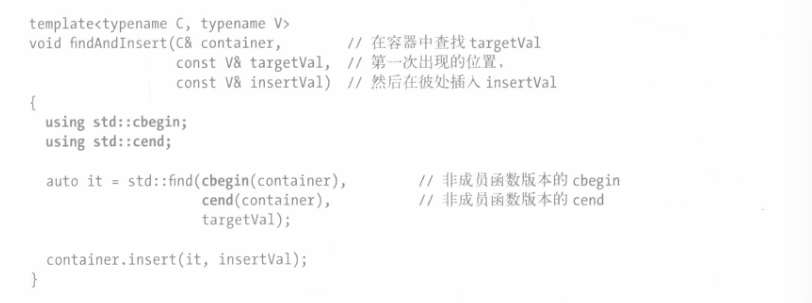 template<typename C, typename V>
void findAndInsert(C& container,         // 在容器中查找 targetVal
                   const V& targetVal,  // 第一次出现的位置，
                   const V& insertVal)  // 然后在彼处插入 insertVal
{
  using std::cbegin;
  using std::cend;
  auto it = std::find(cbegin(container),         // 非成员函数版本的 cbegin
                      cend(container),           // 非成员函数版本的 cend
                      targetVal);
  container.insert(it, insertVal);
}